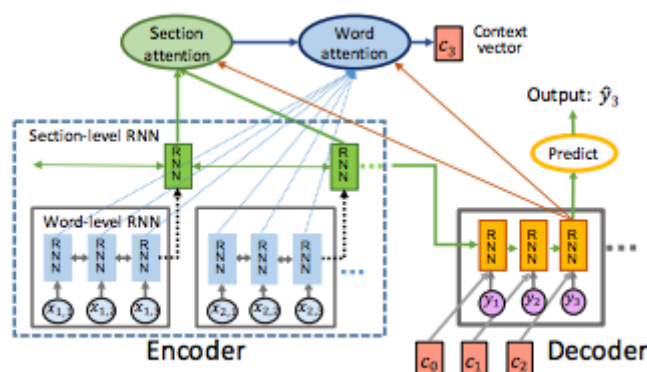 Section
attention
Word
attention
c₃
Context
vector
Output: ŷ₃
Predict
Section-level RNN
RNN
RNN
Word-level RNN
RNN
RNN
RNN
RNN
RNN
RNN
RNN
RNN
RNN
y₁
y₂
y₃
Encoder
c₀
c₁
c₂
Decoder